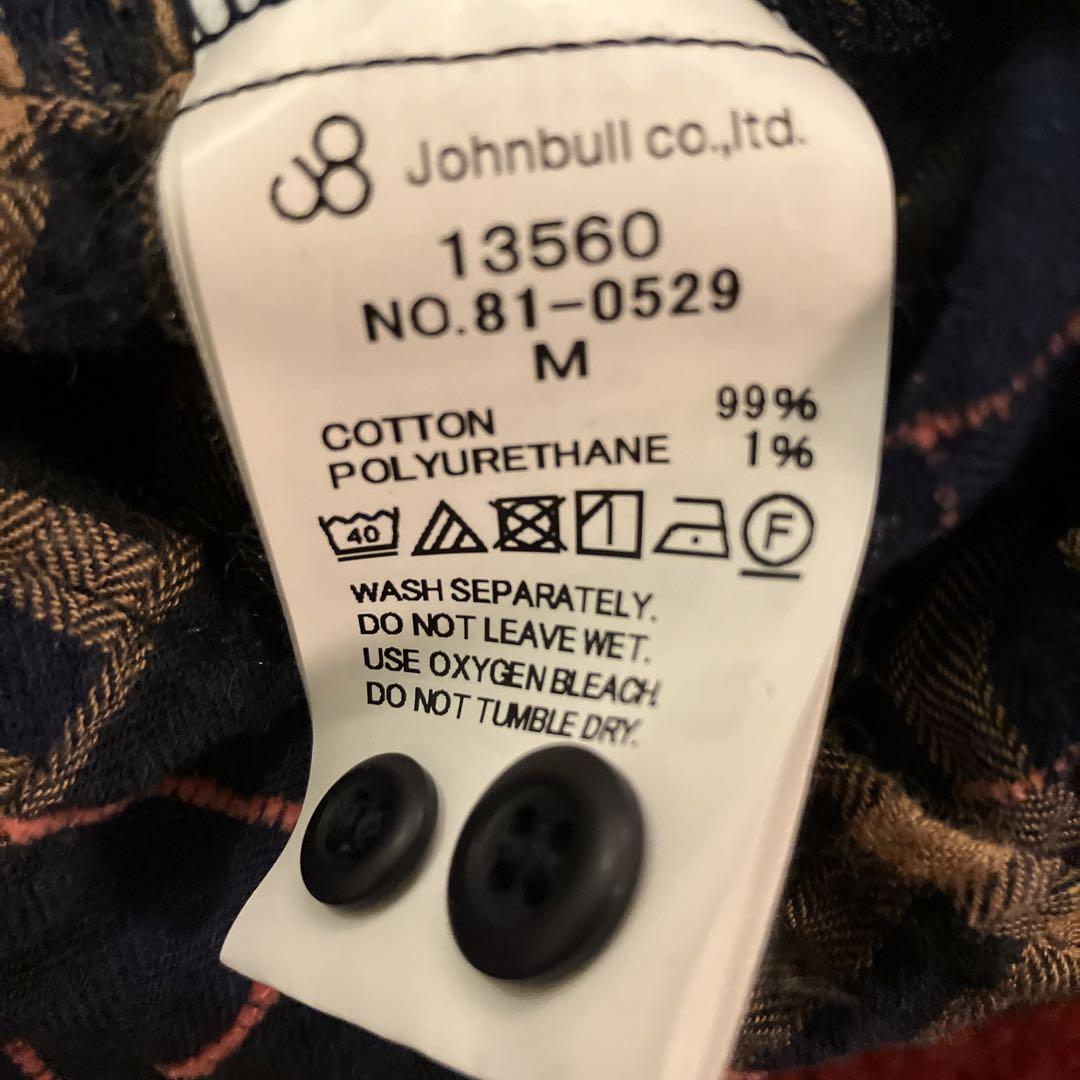 Johnbull co.,ltd.
13560
NO.81-0529
M
COTTON 99%
POLYURETHANE 1%
40 F
WASH SEPARATELY.
DO NOT LEAVE WET.
USE OXYGEN BLEACH.
DO NOT TUMBLE DRY.